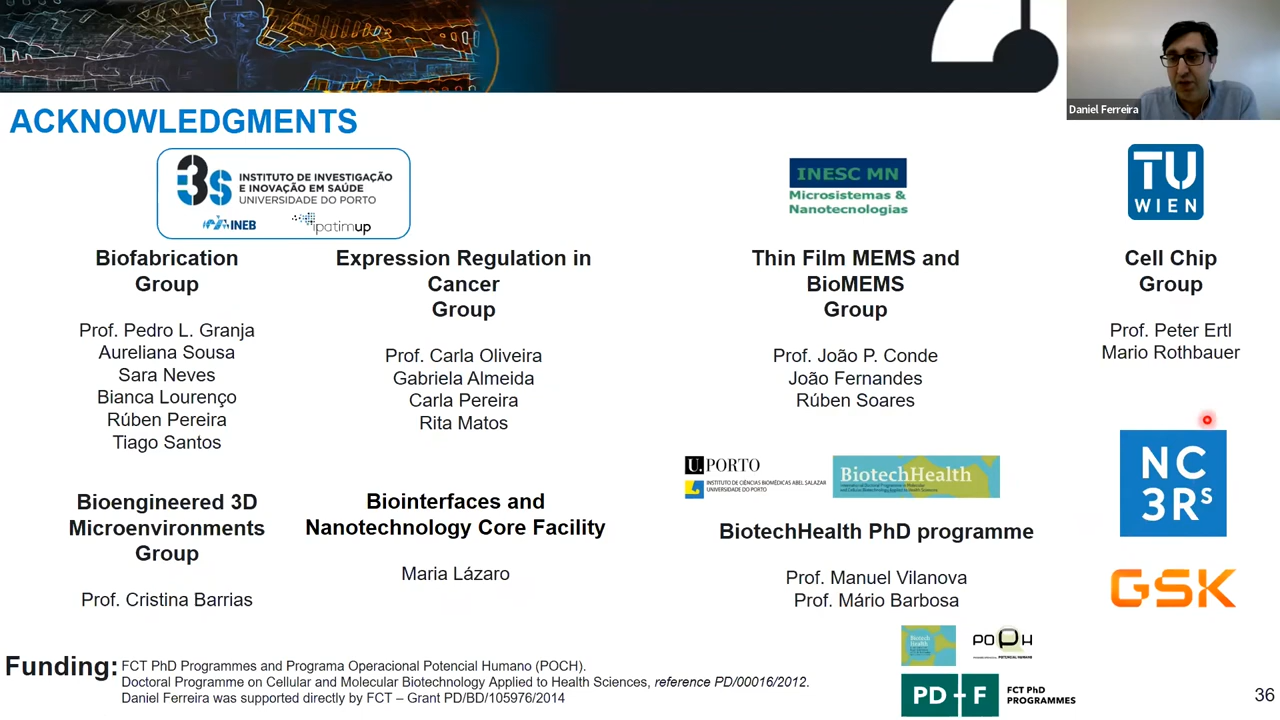 Daniel Ferreira
ACKNOWLEDGMENTS
3s INSTITUTO DE INVESTIGAÇÃO
E INOVAÇÃO EM SAÚDE
UNIVERSIDADE DO PORTO
INEB ipatimup
INESC MN
Microsistemas &
Nanotecnologias
TU
WIEN
Biofabrication
Group
Prof. Pedro L. Granja
Aureliana Sousa
Sara Neves
Bianca Lourenço
Rúben Pereira
Tiago Santos
Expression Regulation in
Cancer
Group
Prof. Carla Oliveira
Gabriela Almeida
Carla Pereira
Rita Matos
Thin Film MEMS and
BioMEMS
Group
Prof. João P. Conde
João Fernandes
Rúben Soares
Cell Chip
Group
Prof. Peter Ertl
Mario Rothbauer
Bioengineered 3D
Microenvironments
Group
Prof. Cristina Barrias
Biointerfaces and
Nanotechnology Core Facility
Maria Lázaro
U.PORTO
INSTITUTO DE CIÊNCIAS BIOMÉDICAS ABEL SALAZAR
UNIVERSIDADE DO PORTO
BiotechHealth
BiotechHealth PhD programme
Prof. Manuel Vilanova
Prof. Mário Barbosa
NC
3Rs
GSK
Funding: FCT PhD Programmes and Programa Operacional Potencial Humano (POCH).
Doctoral Programme on Cellular and Molecular Biotechnology Applied to Health Sciences, reference PD/00016/2012.
Daniel Ferreira was supported directly by FCT – Grant PD/BD/105976/2014
Biotech
Health
POPH
PD–F FCT PhD
PROGRAMMES
36